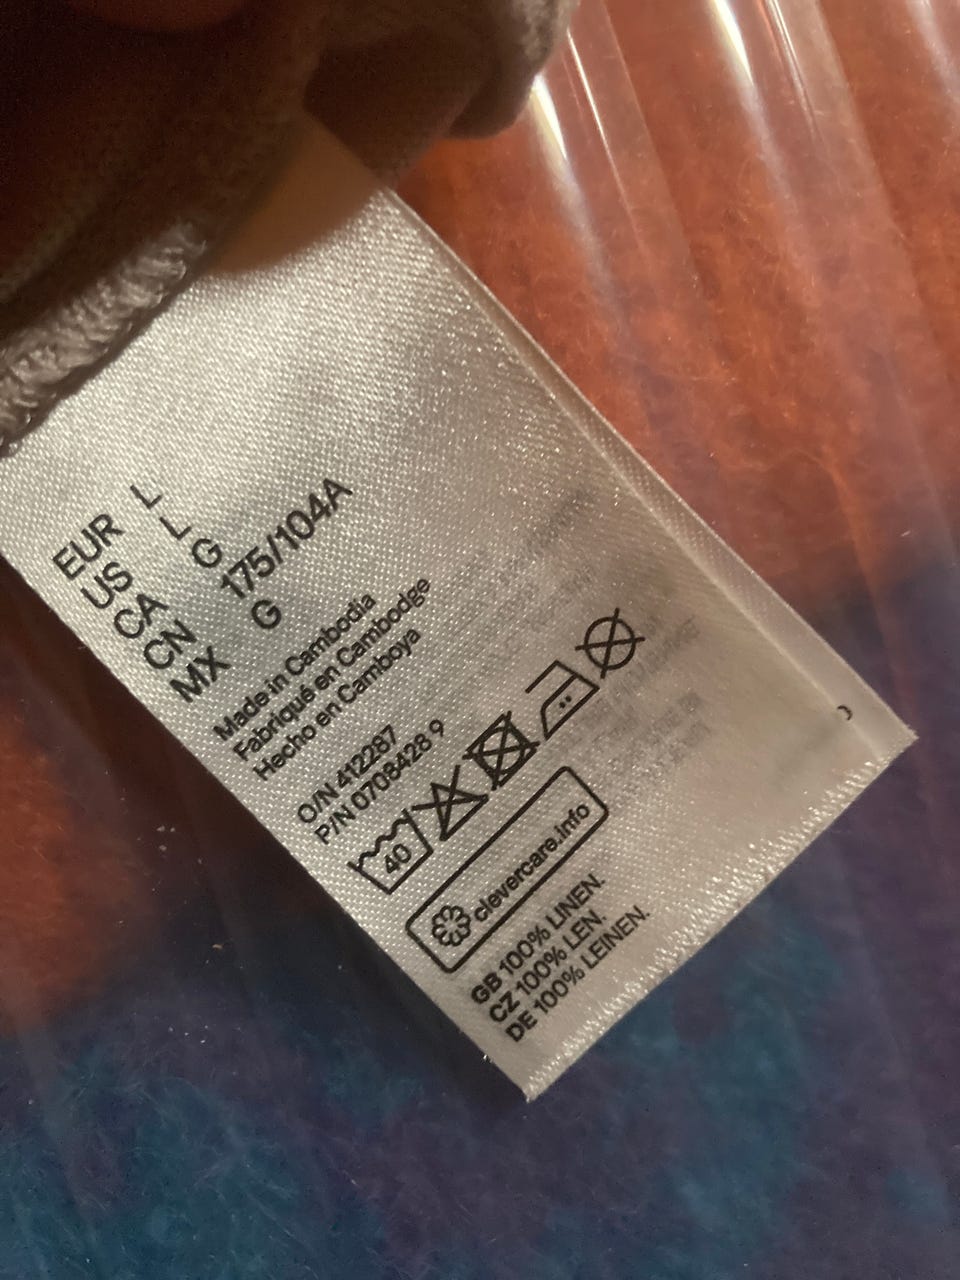 EUR L
US L
CA G
CN 175/104A
MX G
Made in Cambodia
Fabriqué en Cambodge
Hecho en Camboya
O/N 412287
P/N 0708428 9
40
clevercare.info
GB 100% LINEN.
CZ 100% LEN.
DE 100% LEINEN.